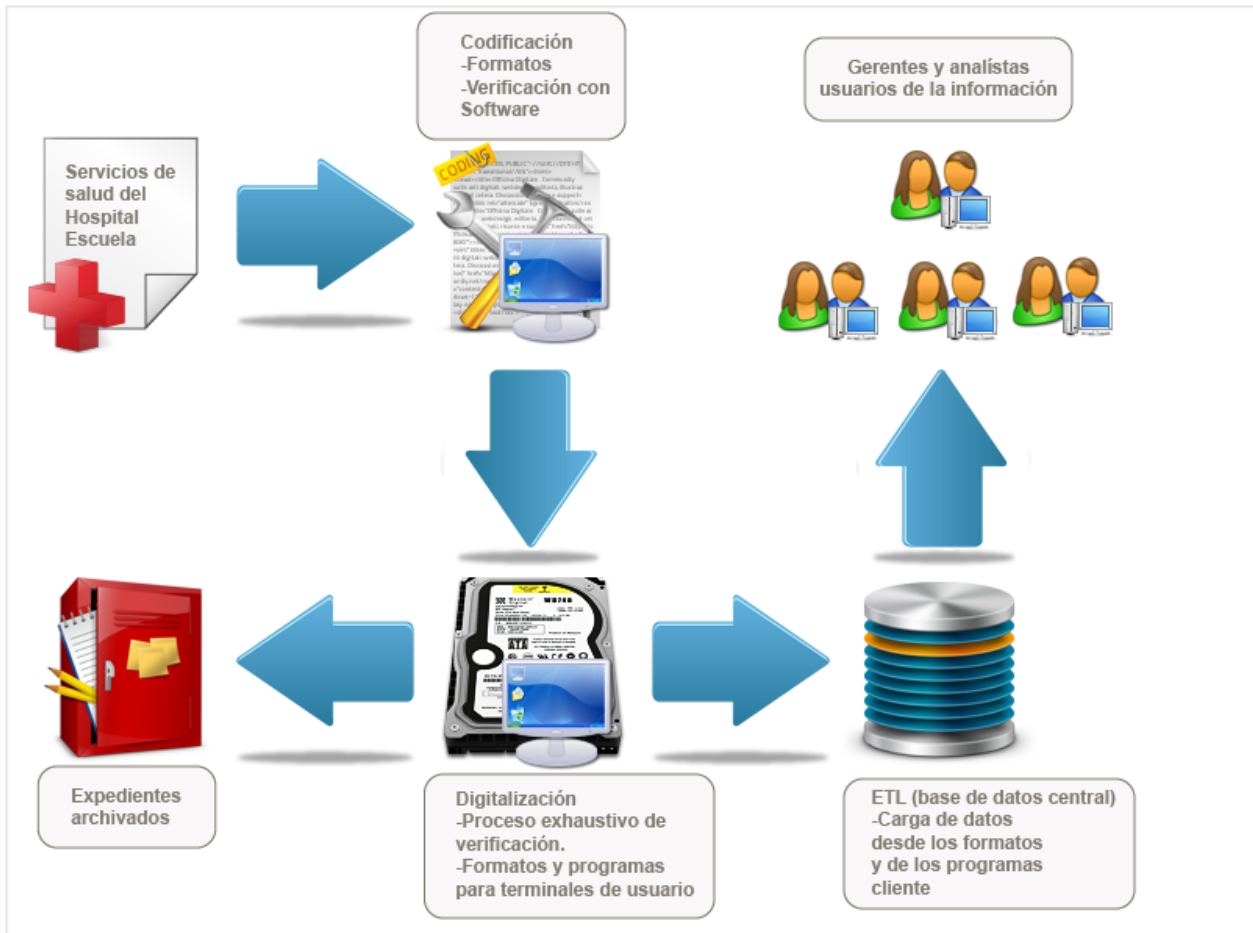 Codificación
-Formatos
-Verificación con
Software
Gerentes y analístas
usuarios de la información
Servicios de
salud del
Hospital
Escuela
CODING
Expedientes
archivados
Digitalización
-Proceso exhaustivo de
verificación.
-Formatos y programas
para terminales de usuario
SATA
ETL (base de datos central)
-Carga de datos
desde los formatos
y de los programas
cliente